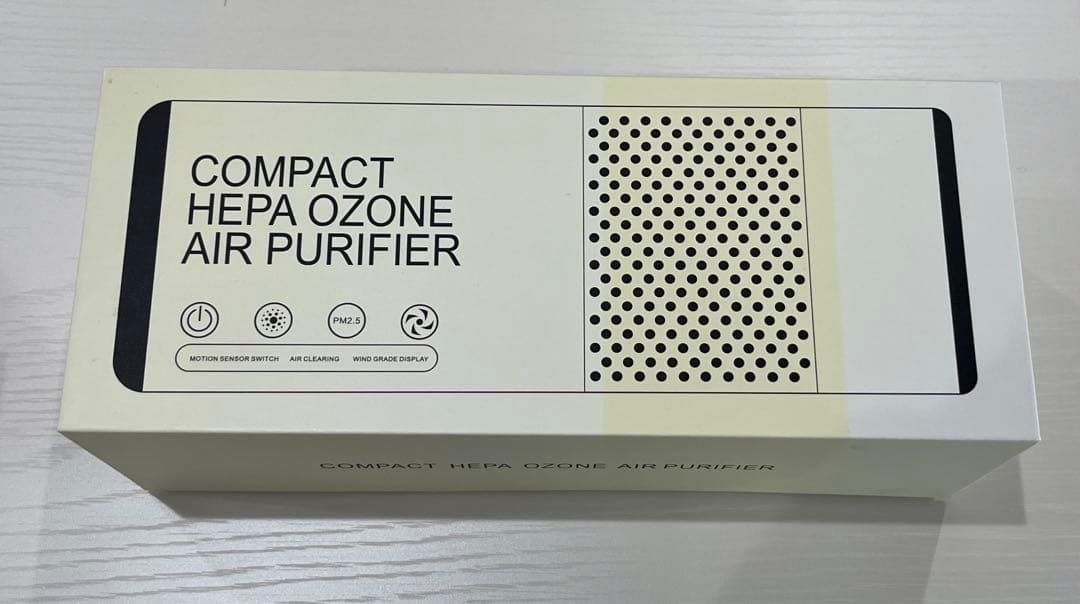 COMPACT
HEPA OZONE
AIR PURIFIER
PM2.5
MOTION SENSOR SWITCH AIR CLEARING WIND GRADE DISPLAY
COMPACT HEPA OZONE AIR PURIFIER